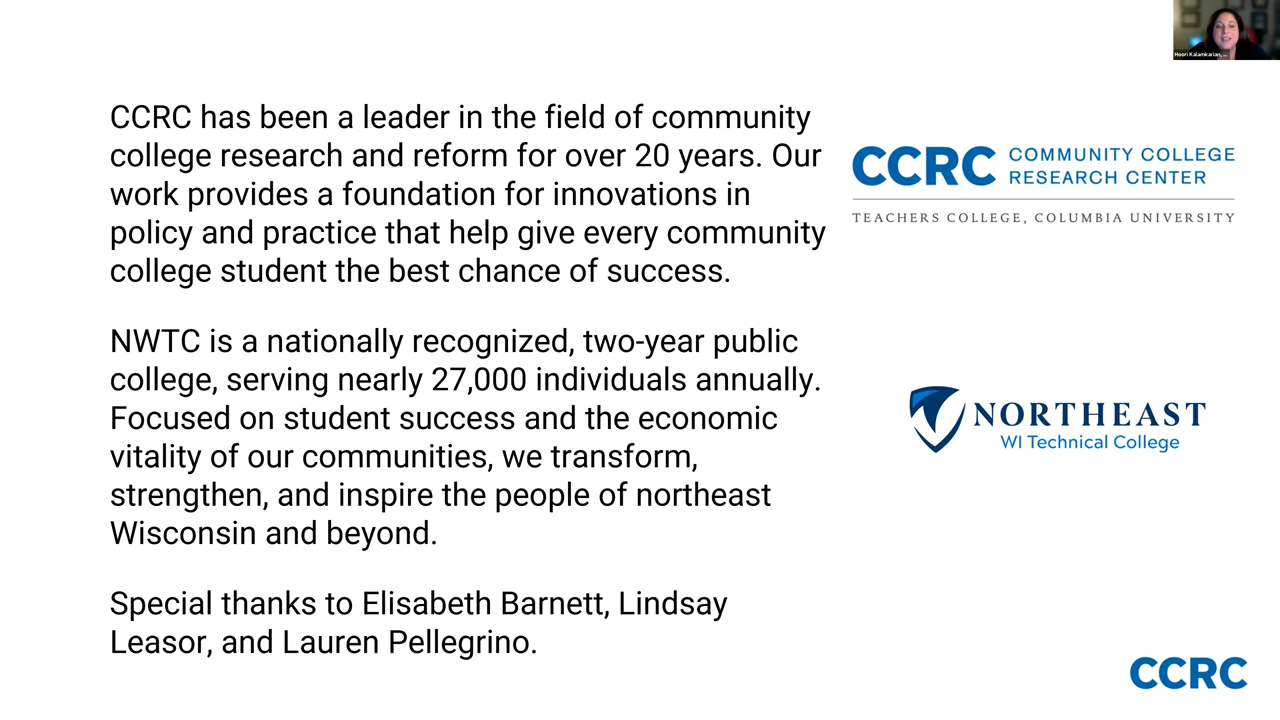 Hoori Kalamkarian, ...
CCRC has been a leader in the field of community
college research and reform for over 20 years. Our
work provides a foundation for innovations in
policy and practice that help give every community
college student the best chance of success.
CCRC COMMUNITY COLLEGE
RESEARCH CENTER
TEACHERS COLLEGE, COLUMBIA UNIVERSITY
NWTC is a nationally recognized, two-year public
college, serving nearly 27,000 individuals annually.
Focused on student success and the economic
vitality of our communities, we transform,
strengthen, and inspire the people of northeast
Wisconsin and beyond.
NORTHEAST
WI Technical College
Special thanks to Elisabeth Barnett, Lindsay
Leasor, and Lauren Pellegrino.
CCRC